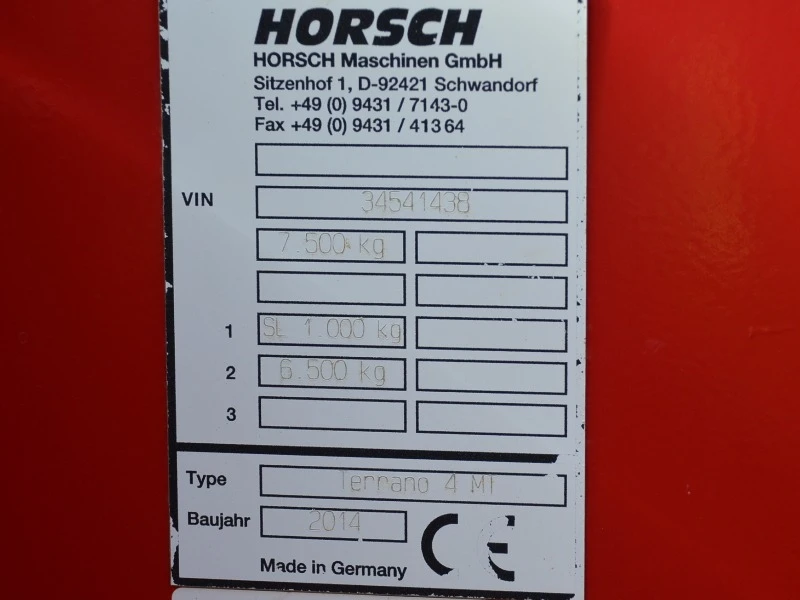 HORSCH
HORSCH Maschinen GmbH
Sitzenhof 1, D-92421 Schwandorf
Tel. +49 (0) 9431 / 7143-0
Fax +49 (0) 9431 / 41364
VIN 34541438
7.500 kg
1 SL 1.000 kg
2 6.500 kg
3
Type Terrano 4 MT
Baujahr 2014 CE
Made in Germany